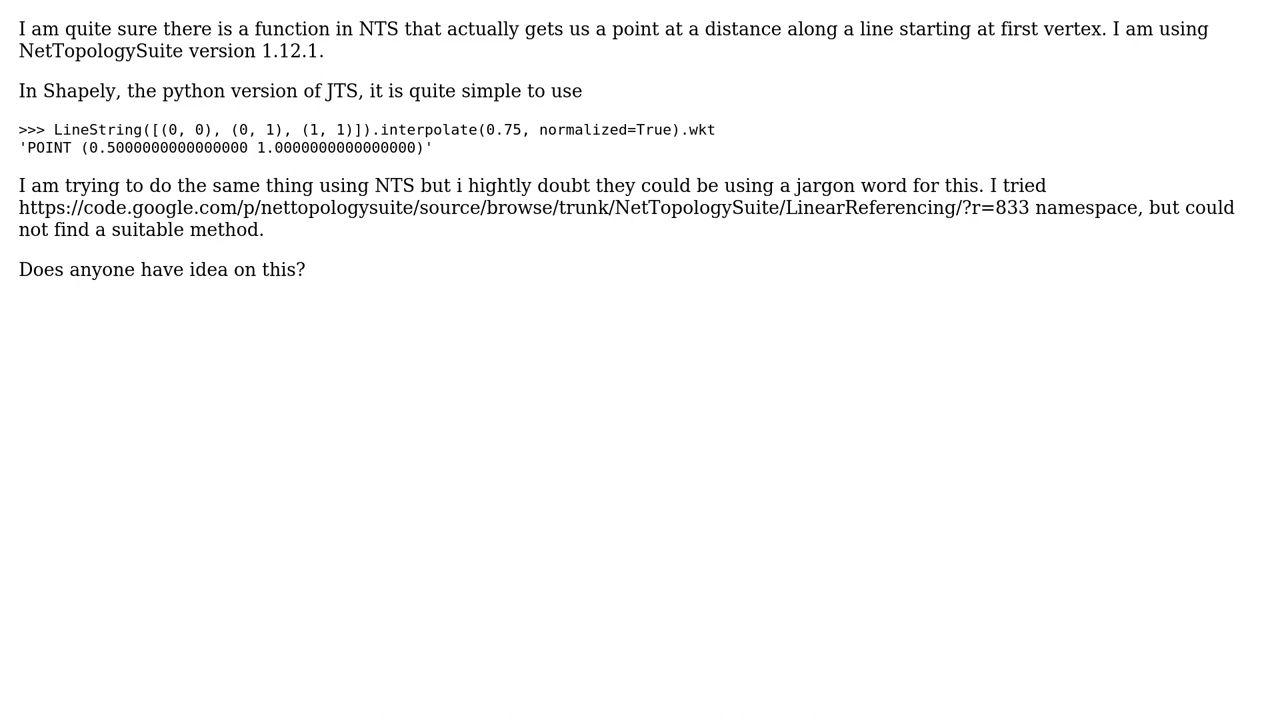 I am quite sure there is a function in NTS that actually gets us a point at a distance along a line starting at first vertex. I am using
NetTopologySuite version 1.12.1.
In Shapely, the python version of JTS, it is quite simple to use
>>> LineString([(0, 0), (0, 1), (1, 1)]).interpolate(0.75, normalized=True).wkt
'POINT (0.5000000000000000 1.0000000000000000)'
I am trying to do the same thing using NTS but i hightly doubt they could be using a jargon word for this. I tried
https://code.google.com/p/nettopologysuite/source/browse/trunk/NetTopologySuite/LinearReferencing/?r=833 namespace, but could
not find a suitable method.
Does anyone have idea on this?